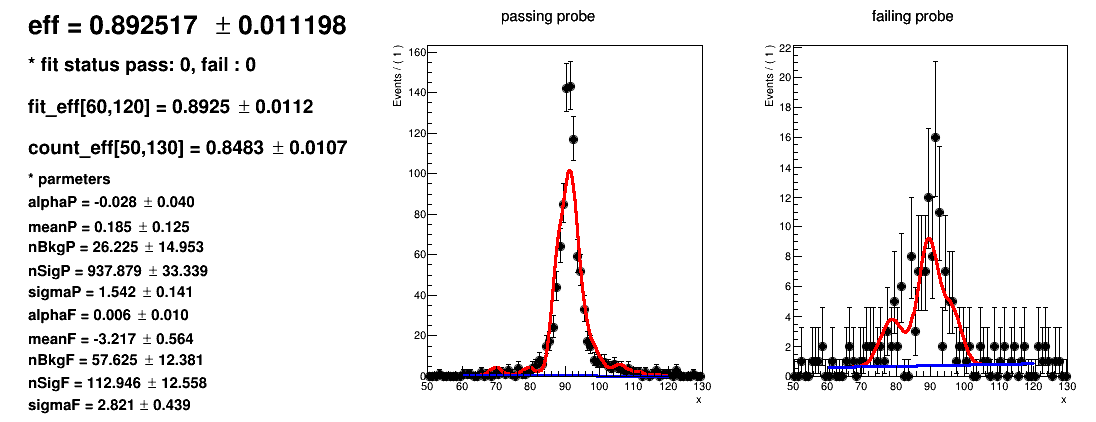 eff = 0.892517 ± 0.011198
* fit status pass: 0, fail : 0
fit_eff[60,120] = 0.8925 ± 0.0112
count_eff[50,130] = 0.8483 ± 0.0107
* parmeters
alphaP = -0.028 ± 0.040
meanP = 0.185 ± 0.125
nBkgP = 26.225 ± 14.953
nSigP = 937.879 ± 33.339
sigmaP = 1.542 ± 0.141
alphaF = 0.006 ± 0.010
meanF = -3.217 ± 0.564
nBkgF = 57.625 ± 12.381
nSigF = 112.946 ± 12.558
sigmaF = 2.821 ± 0.439
passing probe
Events / ( 1 )
160
140
120
100
80
60
40
20
0
50 60 70 80 90 100 110 120 130
x
failing probe
Events / ( 1 )
22
20
18
16
14
12
10
8
6
4
2
0
50 60 70 80 90 100 110 120 130
x